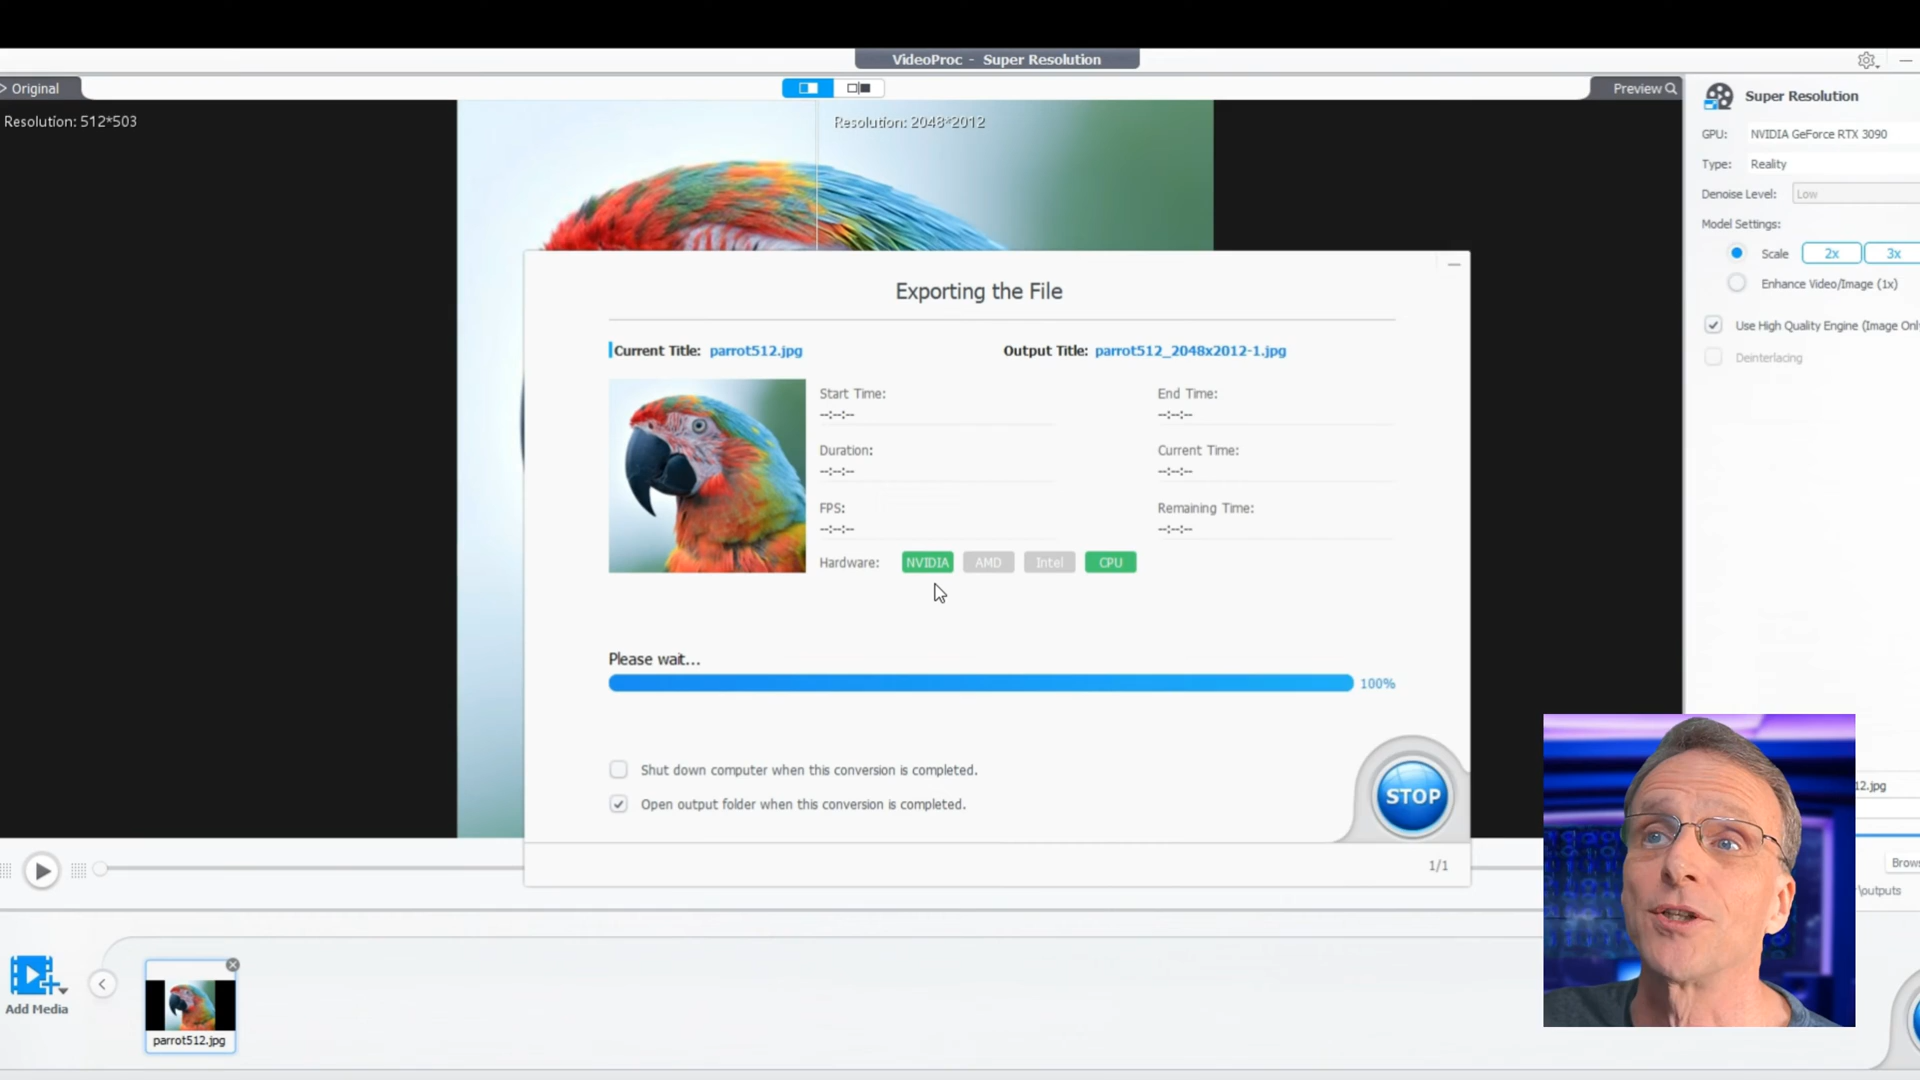 VideoProc - Super Resolution
Original
Preview
Resolution: 512*503
Resolution: 2048*2012
Super Resolution
GPU: NVIDIA GeForce RTX 3090
Type: Reality
Denoise Level: Low
Model Settings:
Scale 2x 3x
Enhance Video/Image (1x)
Use High Quality Engine (Image Onl
Deinterlacing
Exporting the File
Current Title: parrot512.jpg
Output Title: parrot512_2048x2012-1.jpg
Start Time:
--:--:--
End Time:
--:--:--
Duration:
--:--:--
Current Time:
--:--:--
FPS:
--:--:--
Remaining Time:
--:--:--
Hardware: NVIDIA AMD Intel CPU
Please wait...
100%
Shut down computer when this conversion is completed.
Open output folder when this conversion is completed.
STOP
1/1
12.jpg
Brows
\outputs
Add Media
parrot512.jpg